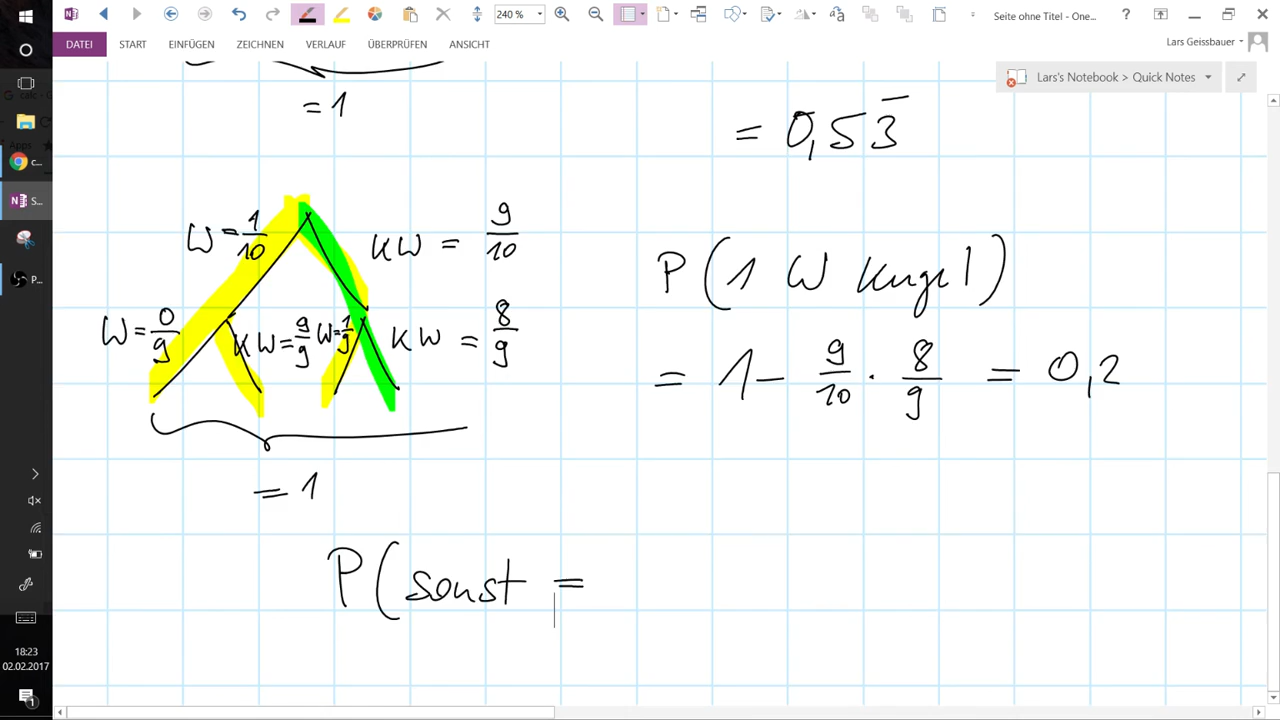 240 %
Seite ohne Titel - One...
DATEI START EINFÜGEN ZEICHNEN VERLAUF ÜBERPRÜFEN ANSICHT
Lars Geissbauer
Lars's Notebook > Quick Notes
= 1
= 0,53̅
W = 1/10 KW = 9/10
P(1 W Kugel)
W = 0/9 KW = 9/9 W = 1/9 KW = 8/9
= 1 - 9/10 · 8/9 = 0,2
= 1
P(sonst =
c...
S...
P...
18:23
02.02.2017
1